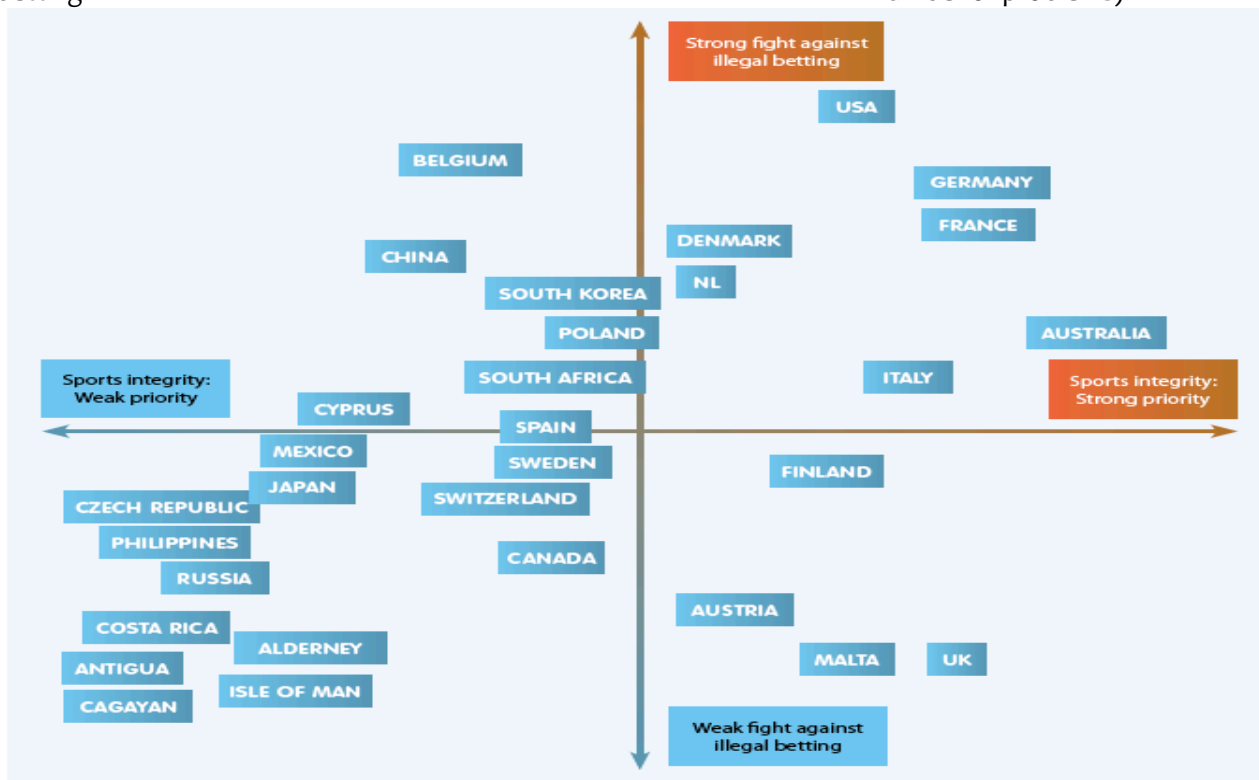 Strong fight against
illegal betting
USA
BELGIUM
GERMANY
FRANCE
DENMARK
CHINA
NL
SOUTH KOREA
POLAND
AUSTRALIA
Sports integrity:
Weak priority
SOUTH AFRICA
ITALY
Sports integrity:
Strong priority
CYPRUS
SPAIN
MEXICO
SWEDEN
FINLAND
JAPAN
SWITZERLAND
CZECH REPUBLIC
PHILIPPINES
CANADA
RUSSIA
AUSTRIA
COSTA RICA
ALDERNEY
MALTA
UK
ANTIGUA
ISLE OF MAN
CAGAYAN
Weak fight against
illegal betting